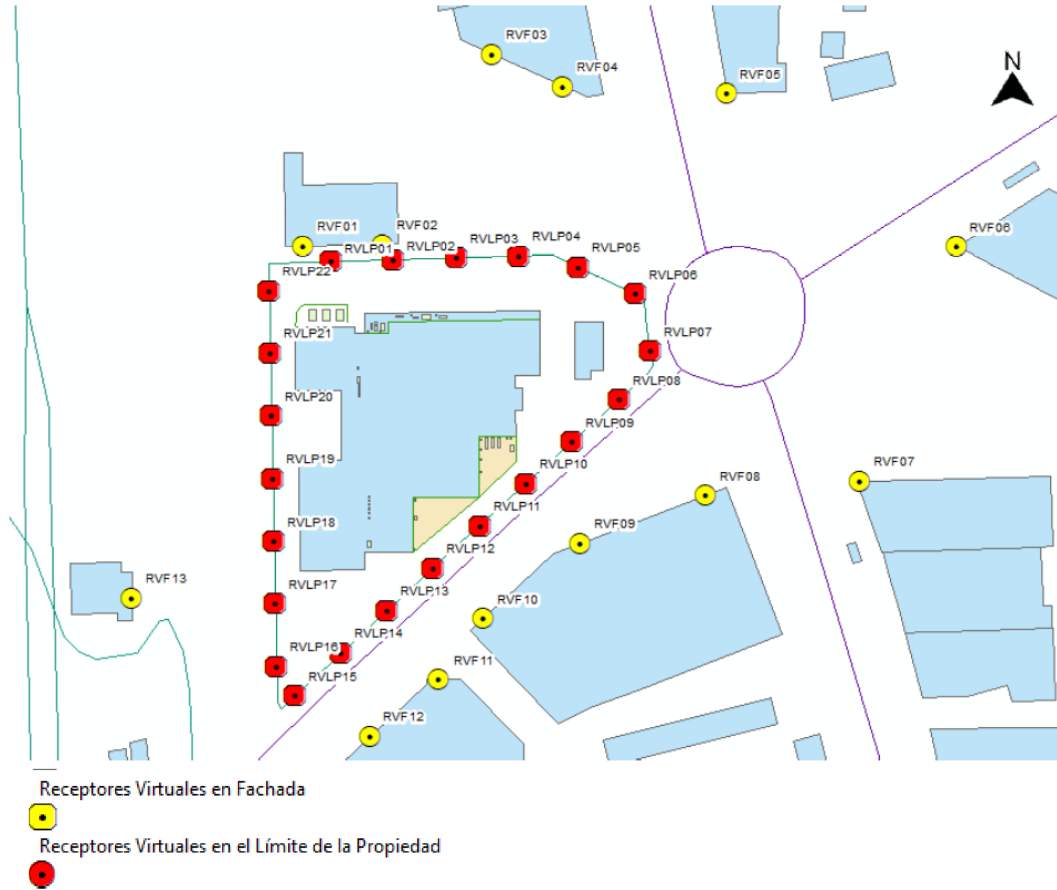 RVF03
RVF04
N
RVF05
RVF01
RVF02
RVF06
RVLP01
RVLP02
RVLP03
RVLP04
RVLP05
RVLP22
RVLP06
RVLP21
RVLP07
RVLP08
RVLP20
RVLP09
RVLP19
RVLP10
RVF07
RVF08
RVLP11
RVLP18
RVLP12
RVF09
RVF13
RVLP17
RVLP13
RVF10
RVLP16
RVLP14
RVLP15
RVF11
RVF12
Receptores Virtuales en Fachada
Receptores Virtuales en el Límite de la Propiedad